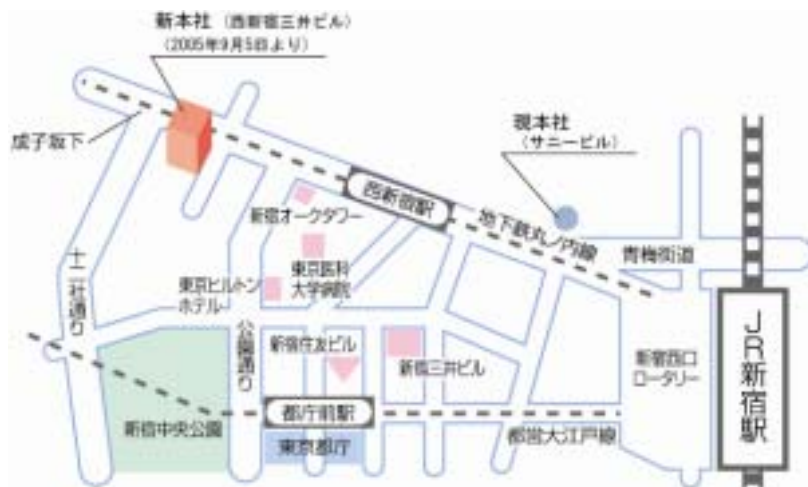 新本社 (西新宿三井ビル)
(2005年9月5日より)
成子坂下
現本社
(サニービル)
西新宿駅
地下鉄丸ノ内線
青梅街道
新宿オークタワー
東京医科
大学病院
東京ヒルトン
ホテル
十二社通り
公園通り
新宿住友ビル
新宿三井ビル
新宿西口
ロータリー
JR新宿駅
都庁前駅
都営大江戸線
新宿中央公園
東京都庁